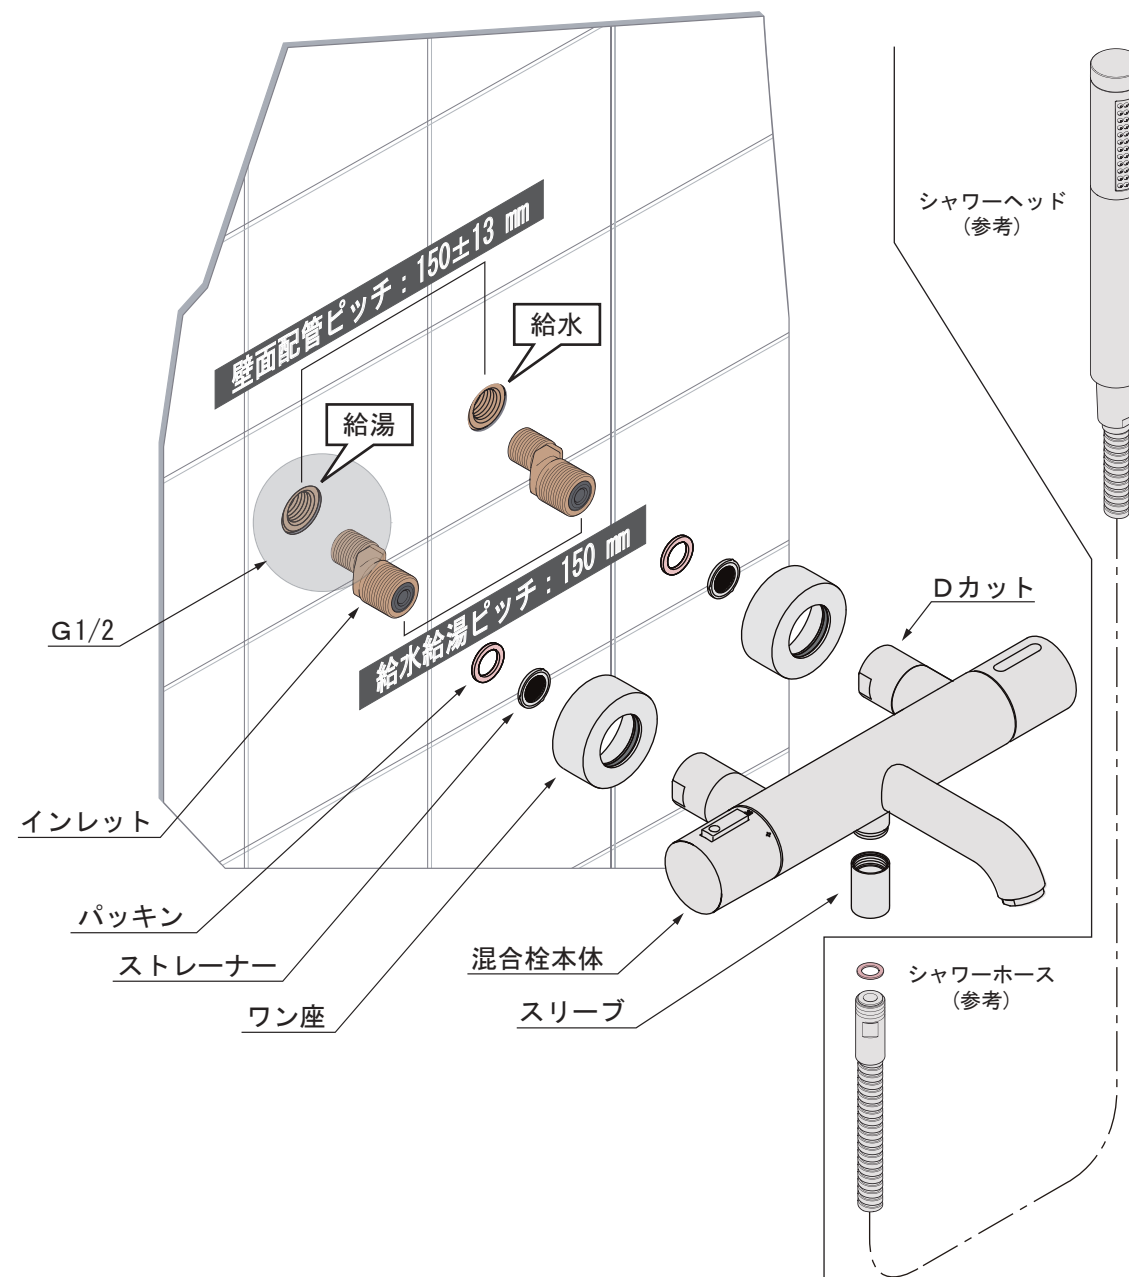 シャワーヘッド
(参考)
壁面配管ピッチ：150±13 mm
給水
給湯
給水給湯ピッチ：150 mm
Dカット
G1/2
インレット
パッキン
ストレーナー
ワン座
混合栓本体
スリーブ
シャワーホース
(参考)